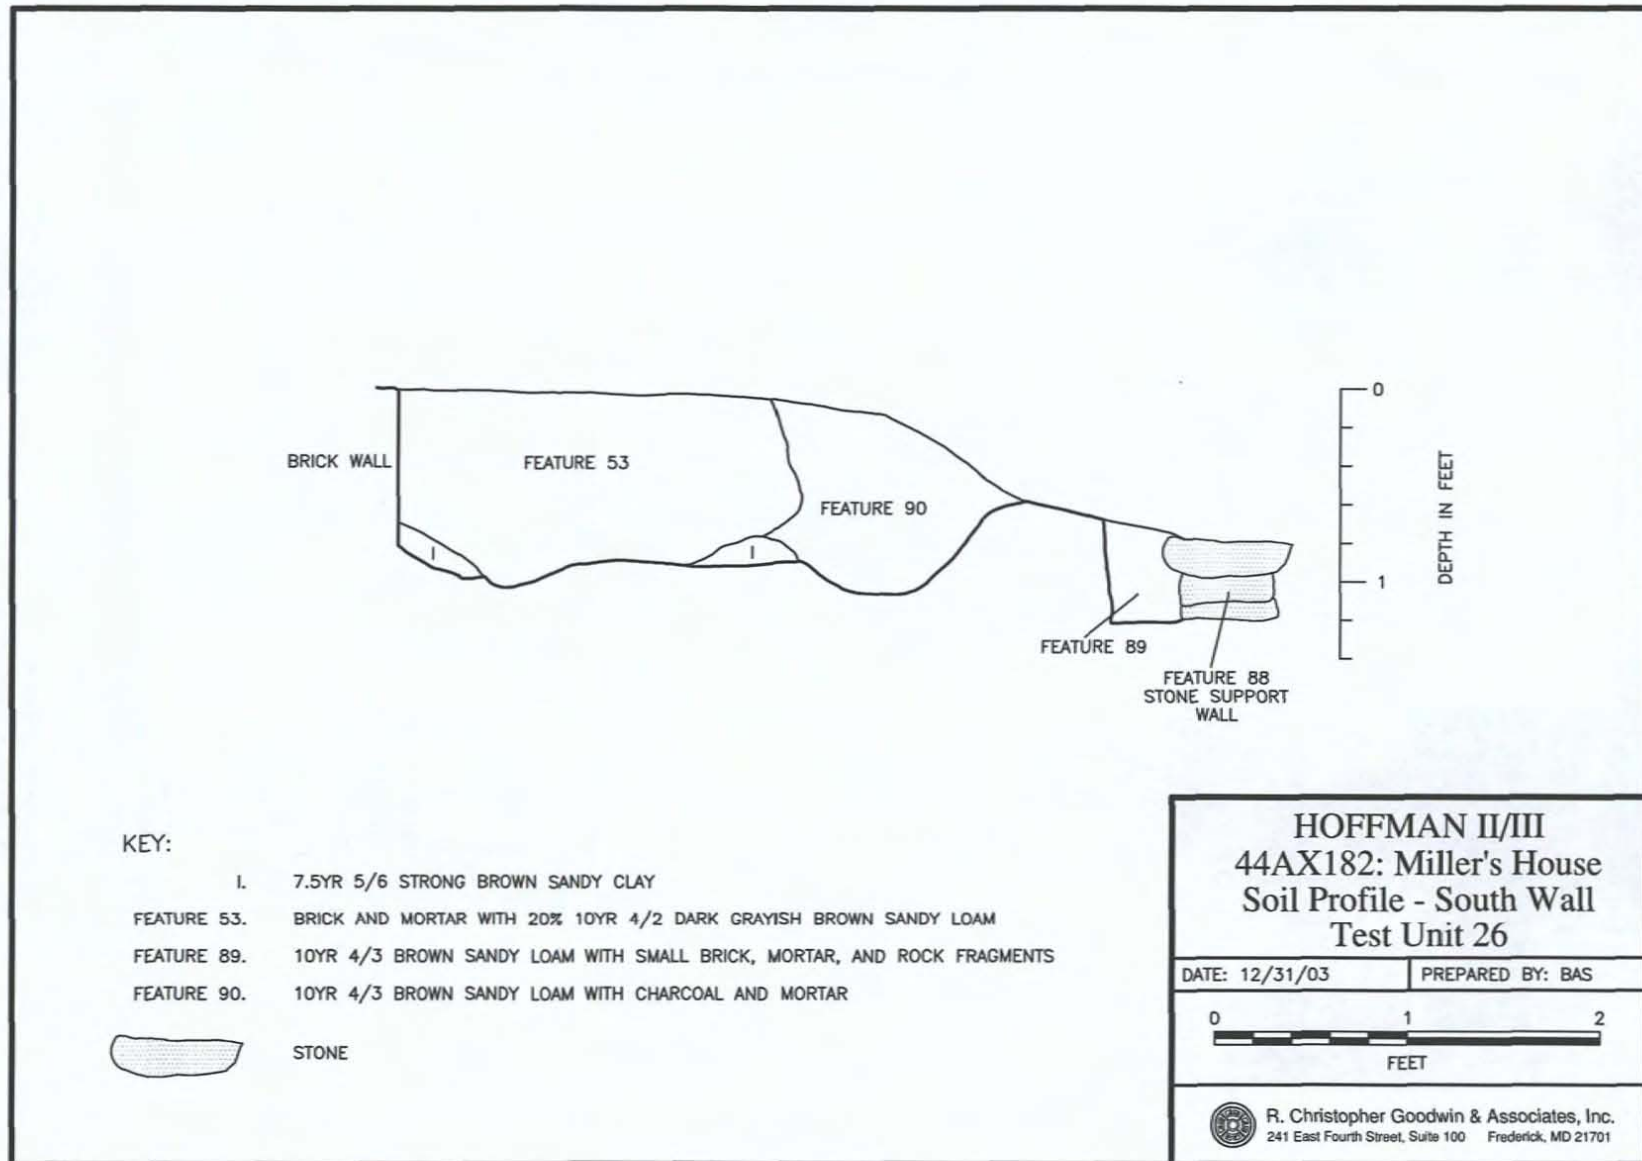 0
BRICK WALL
FEATURE 53
FEATURE 90
DEPTH IN FEET
I
I
1
FEATURE 89
FEATURE 88
STONE SUPPORT
WALL
KEY:
I. 7.5YR 5/6 STRONG BROWN SANDY CLAY
FEATURE 53. BRICK AND MORTAR WITH 20% 10YR 4/2 DARK GRAYISH BROWN SANDY LOAM
FEATURE 89. 10YR 4/3 BROWN SANDY LOAM WITH SMALL BRICK, MORTAR, AND ROCK FRAGMENTS
FEATURE 90. 10YR 4/3 BROWN SANDY LOAM WITH CHARCOAL AND MORTAR
STONE
HOFFMAN II/III
44AX182: Miller's House
Soil Profile - South Wall
Test Unit 26
DATE: 12/31/03 PREPARED BY: BAS
0 1 2
FEET
R. Christopher Goodwin & Associates, Inc.
241 East Fourth Street, Suite 100 Frederick, MD 21701